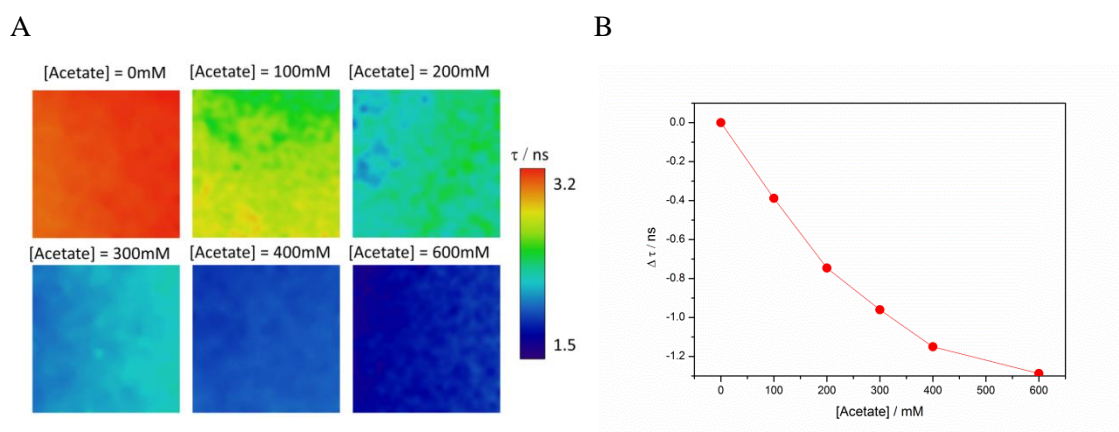 A
B
[Acetate] = 0mM
[Acetate] = 100mM
[Acetate] = 200mM
τ / ns
3.2
1.5
[Acetate] = 300mM
[Acetate] = 400mM
[Acetate] = 600mM
0.0
-0.2
-0.4
-0.6
-0.8
-1.0
-1.2
Δ τ / ns
0 100 200 300 400 500 600
[Acetate] / mM